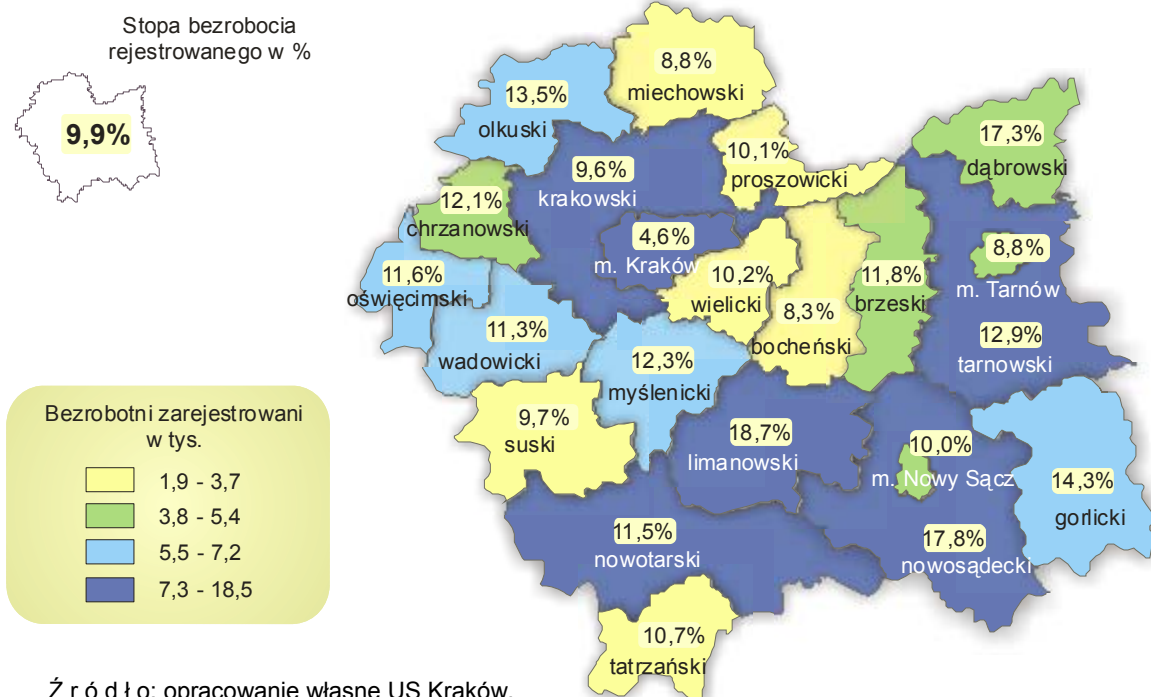 Stopa bezrobocia
rejestrowanego w %
9,9%
8,8%
miechowski
13,5%
olkuski
17,3%
dąbrowski
10,1%
proszowicki
9,6%
krakowski
12,1%
chrzanowski
4,6%
m. Kraków
8,8%
m. Tarnów
11,6%
oświęcimski
10,2%
wielicki
11,8%
brzeski
8,3%
bocheński
11,3%
wadowicki
12,9%
tarnowski
12,3%
myślenicki
9,7%
suski
18,7%
limanowski
10,0%
m. Nowy Sącz
14,3%
gorlicki
11,5%
nowotarski
17,8%
nowosądecki
10,7%
tatrzański
Bezrobotni zarejestrowani
w tys.
1,9 - 3,7
3,8 - 5,4
5,5 - 7,2
7,3 - 18,5
Ź r ó d ł o: opracowanie własne US Kraków.